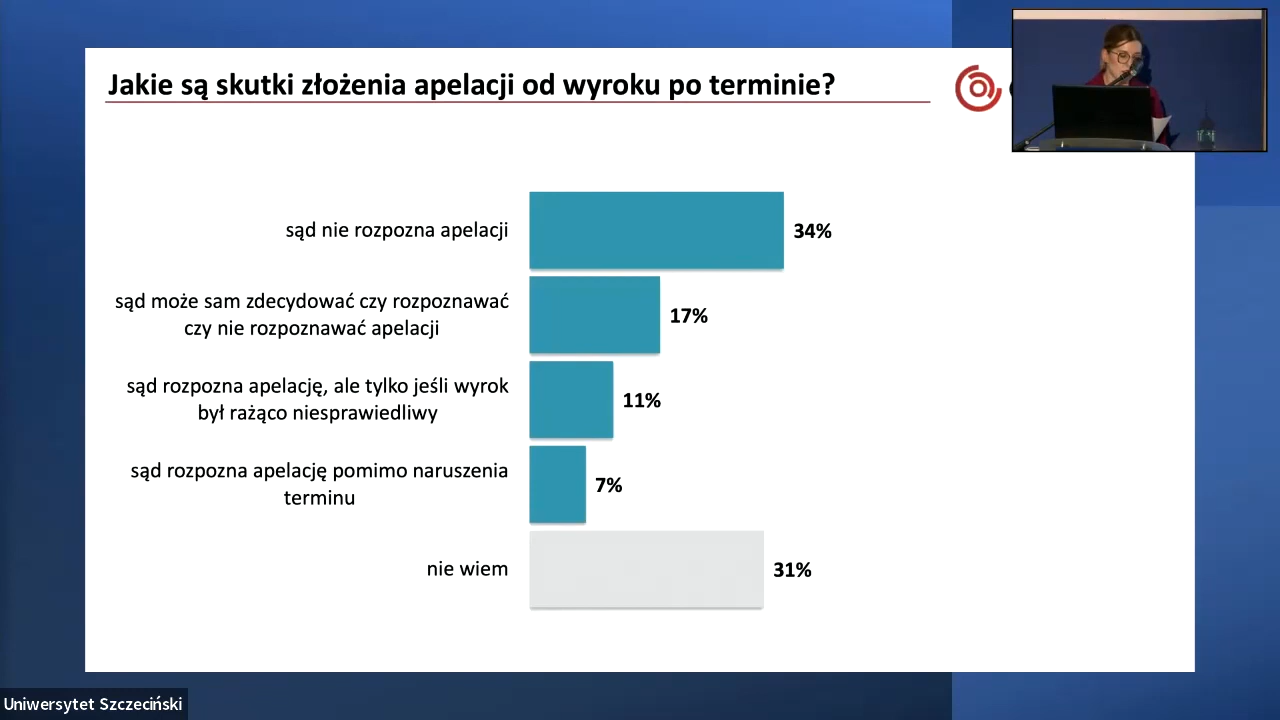 Jakie są skutki złożenia apelacji od wyroku po terminie?
sąd nie rozpozna apelacji
34%
sąd może sam zdecydować czy rozpoznawać
czy nie rozpoznawać apelacji
17%
sąd rozpozna apelację, ale tylko jeśli wyrok
był rażąco niesprawiedliwy
11%
sąd rozpozna apelację pomimo naruszenia
terminu
7%
nie wiem
31%
Uniwersytet Szczeciński